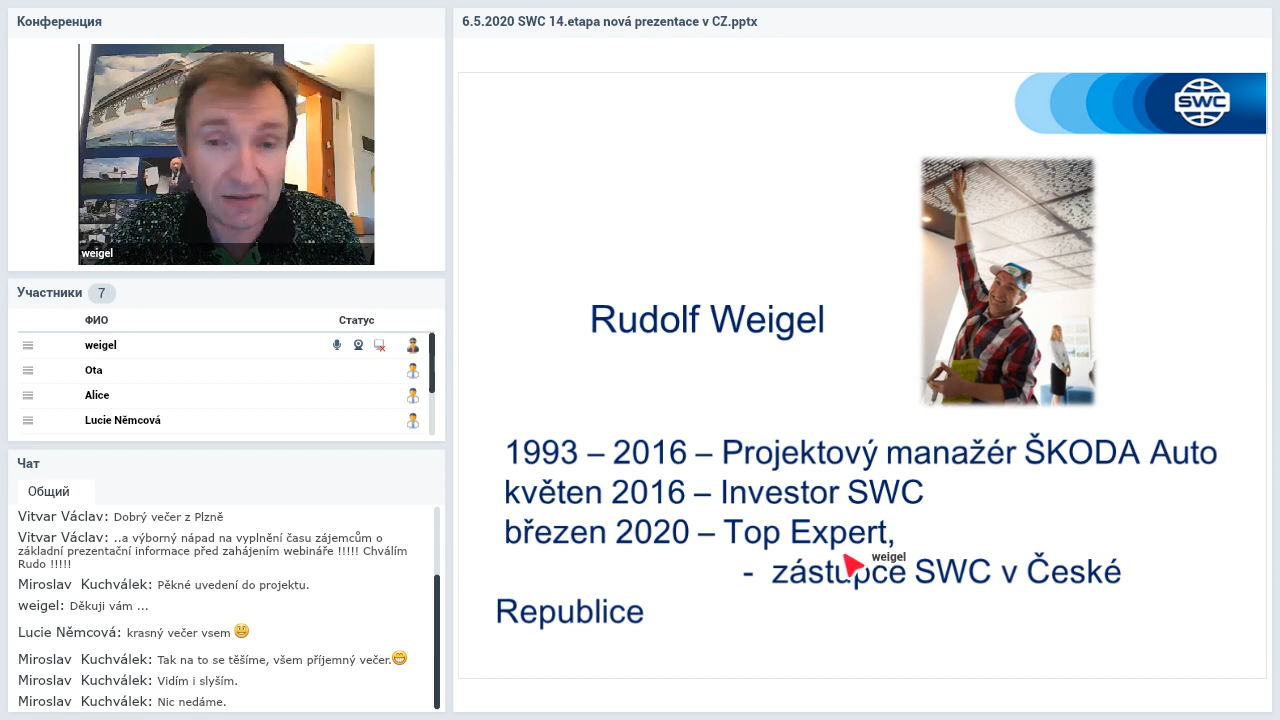 Конференция
weigel
Участники 7
ФИО Статус
weigel
Ota
Alice
Lucie Němcová
Чат
Общий
Vitvar Václav: Dobrý večer z Plzně
Vitvar Václav: ..a výborný nápad na vyplnění času zájemcům o
základní prezentační informace před zahájením webináře !!!!! Chválím
Rudo !!!!!
Miroslav Kuchválek: Pěkné uvedení do projektu.
weigel: Děkuji vám ...
Lucie Němcová: krasný večer vsem
Miroslav Kuchválek: Tak na to se těšíme, všem příjemný večer.
Miroslav Kuchválek: Vidím i slyším.
Miroslav Kuchválek: Nic nedáme.
6.5.2020 SWC 14.etapa nová prezentace v CZ.pptx
SWC
Rudolf Weigel
1993 – 2016 – Projektový manažér ŠKODA Auto
květen 2016 – Investor SWC
březen 2020 – Top Expert,
weigel
- zástupce SWC v České
Republice